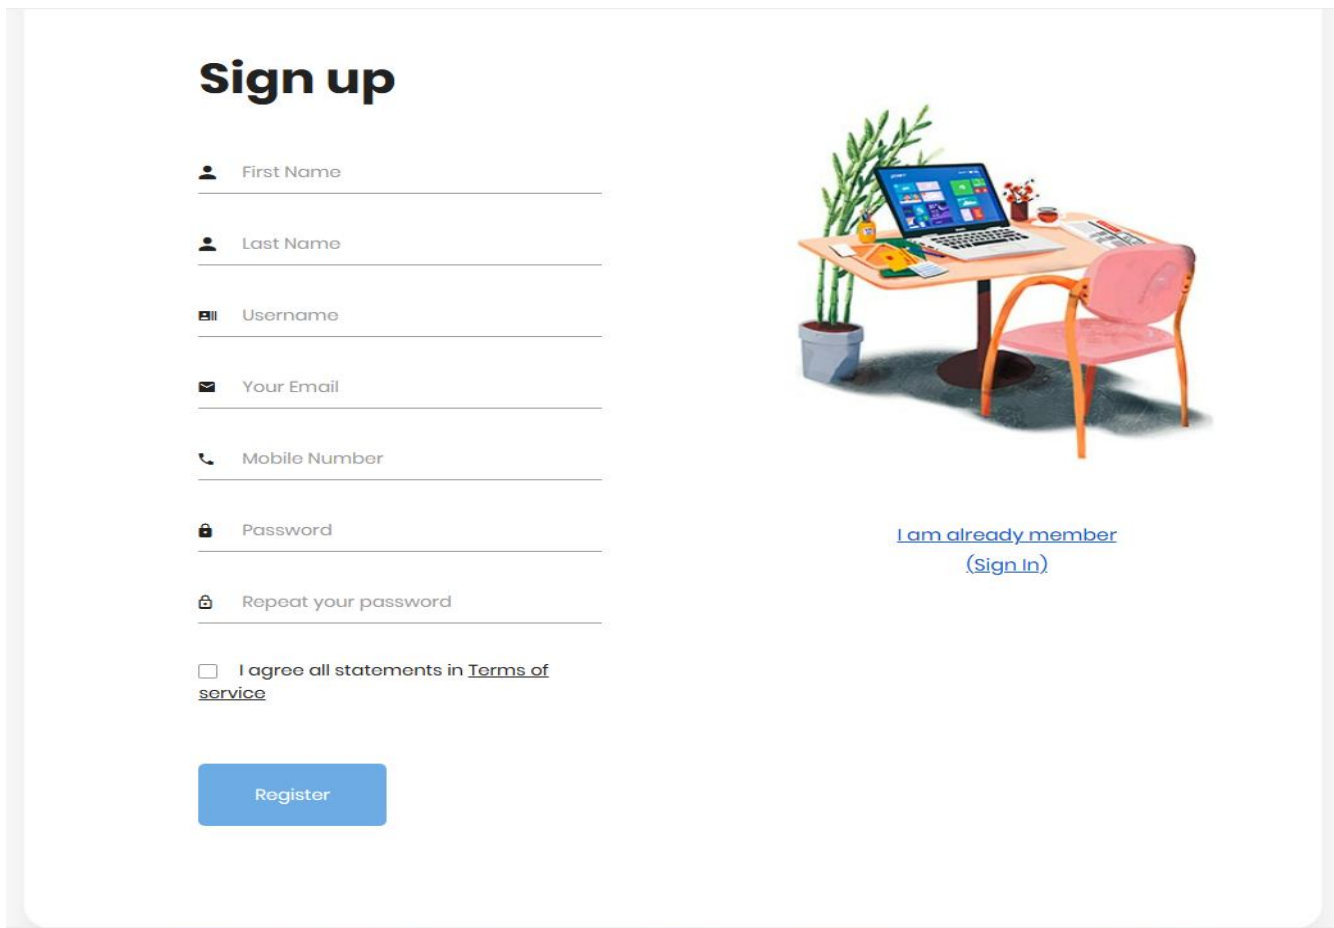 Sign up
First Name
Last Name
Username
Your Email
Mobile Number
Password
Repeat your password
I agree all statements in Terms of
service
Register
I am already member
(Sign In)